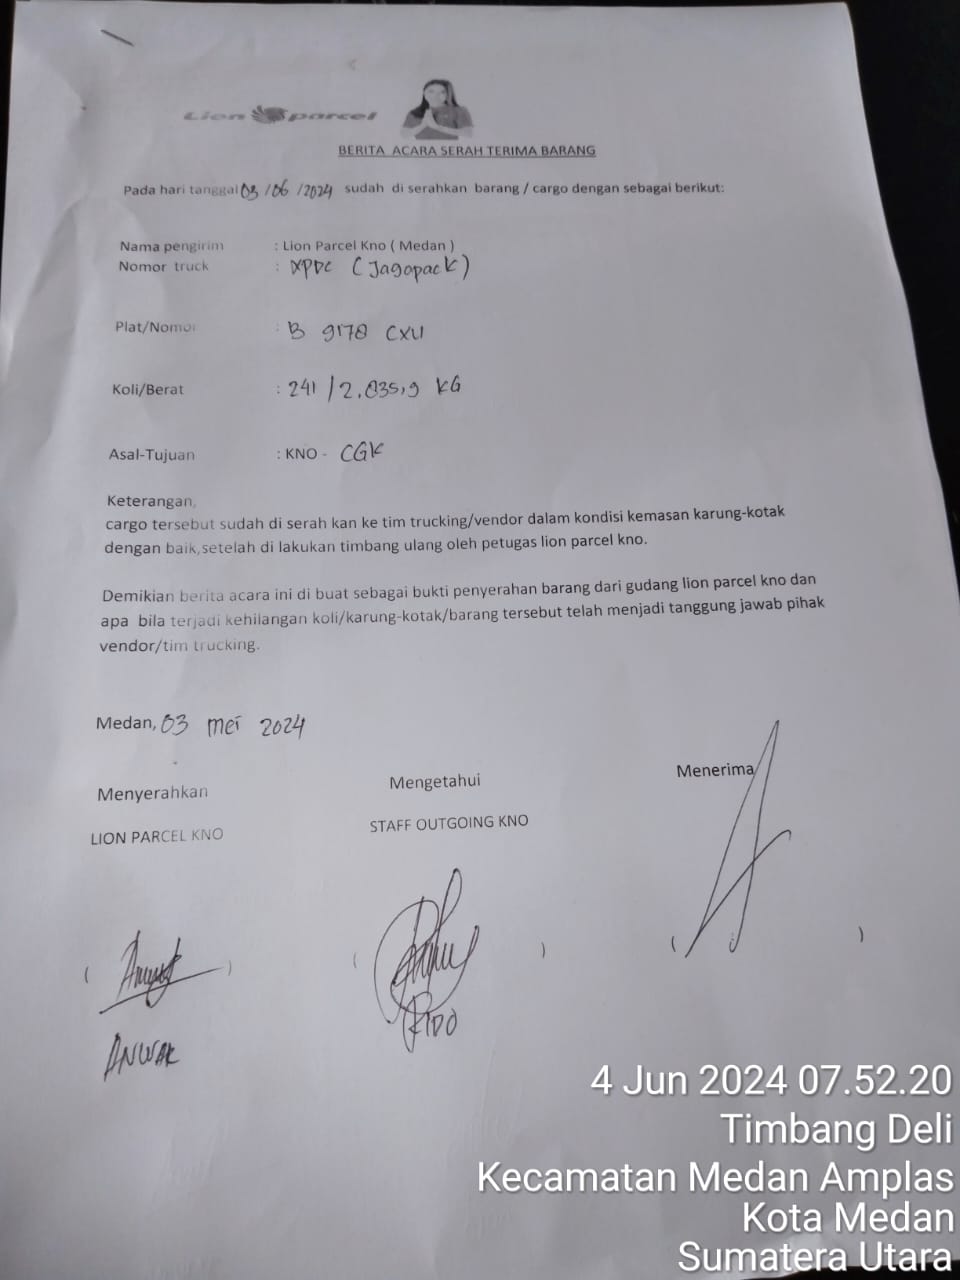 Lion parcel
BERITA ACARA SERAH TERIMA BARANG
Pada hari tanggal 03 /06 /2024 sudah di serahkan barang / cargo dengan sebagai berikut:
Nama pengirim : Lion Parcel Kno ( Medan )
Nomor truck : XPDC (Jagopack)
Plat/Nomor : B 9178 CXU
Koli/Berat : 241 / 2.035,9 KG
Asal-Tujuan : KNO - CGK
Keterangan,
cargo tersebut sudah di serah kan ke tim trucking/vendor dalam kondisi kemasan karung-kotak
dengan baik,setelah di lakukan timbang ulang oleh petugas lion parcel kno.
Demikian berita acara ini di buat sebagai bukti penyerahan barang dari gudang lion parcel kno dan
apa bila terjadi kehilangan koli/karung-kotak/barang tersebut telah menjadi tanggung jawab pihak
vendor/tim trucking.
Medan, 03 mei 2024
Menyerahkan Mengetahui Menerima
LION PARCEL KNO STAFF OUTGOING KNO
( ) ( ) ( )
ANWAR RIDO
4 Jun 2024 07.52.20
Timbang Deli
Kecamatan Medan Amplas
Kota Medan
Sumatera Utara